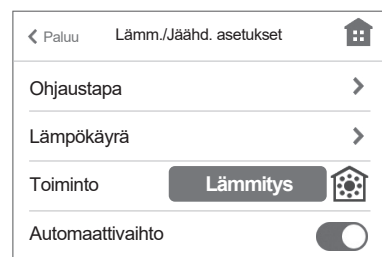 Paluu Lämm./Jäähd. asetukset
Ohjaustapa
Lämpökäyrä
Toiminto Lämmitys
Automaattivaihto